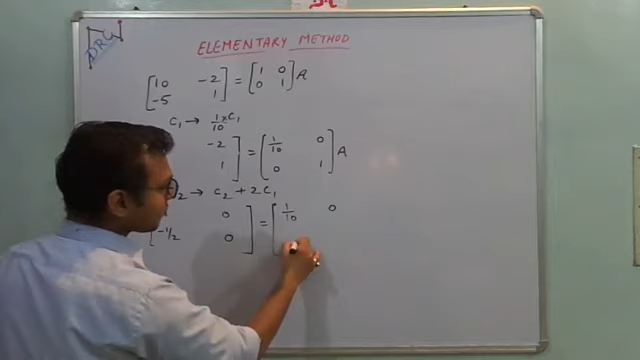 DRC
ELEMENTARY METHOD
[10 -2] = [1 0] A
[-5 1] [0 1]
C₁ → 1/10 × C₁
-2] = [1/10 0] A
1] [0 1]
₂ → C₂ + 2C₁
0] = [1/10 0
[-1/2 0]